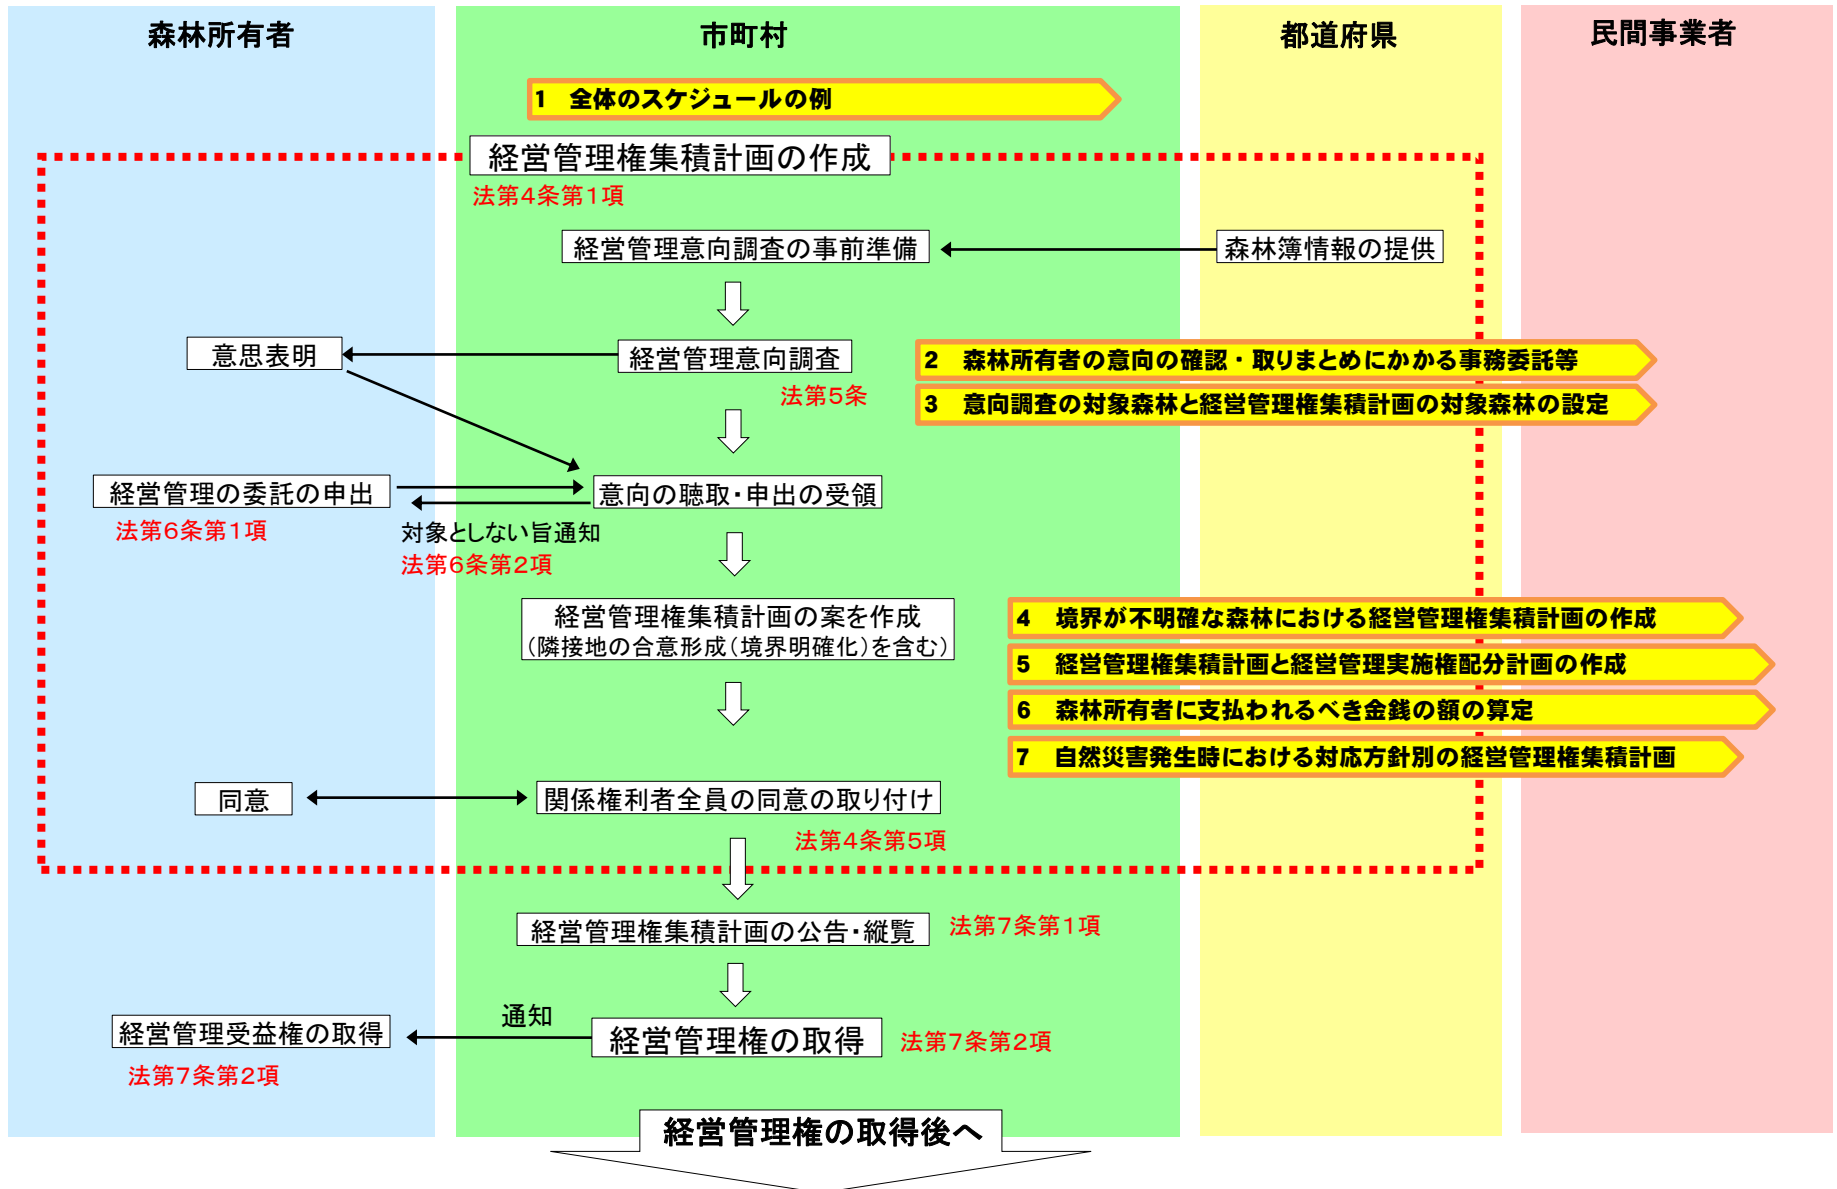 森林所有者
市町村
都道府県
民間事業者
1 全体のスケジュールの例
経営管理権集積計画の作成
法第4条第1項
経営管理意向調査の事前準備
森林簿情報の提供
意思表明
経営管理意向調査
法第5条
2 森林所有者の意向の確認・取りまとめにかかる事務委託等
3 意向調査の対象森林と経営管理権集積計画の対象森林の設定
経営管理の委託の申出
法第6条第1項
意向の聴取・申出の受領
対象としない旨通知
法第6条第2項
経営管理権集積計画の案を作成
(隣接地の合意形成(境界明確化)を含む)
4 境界が不明確な森林における経営管理権集積計画の作成
5 経営管理権集積計画と経営管理実施権配分計画の作成
6 森林所有者に支払われるべき金銭の額の算定
7 自然災害発生時における対応方針別の経営管理権集積計画
同意
関係権利者全員の同意の取り付け
法第4条第5項
経営管理権集積計画の公告・縦覧
法第7条第1項
経営管理受益権の取得
法第7条第2項
通知
経営管理権の取得
法第7条第2項
経営管理権の取得後へ